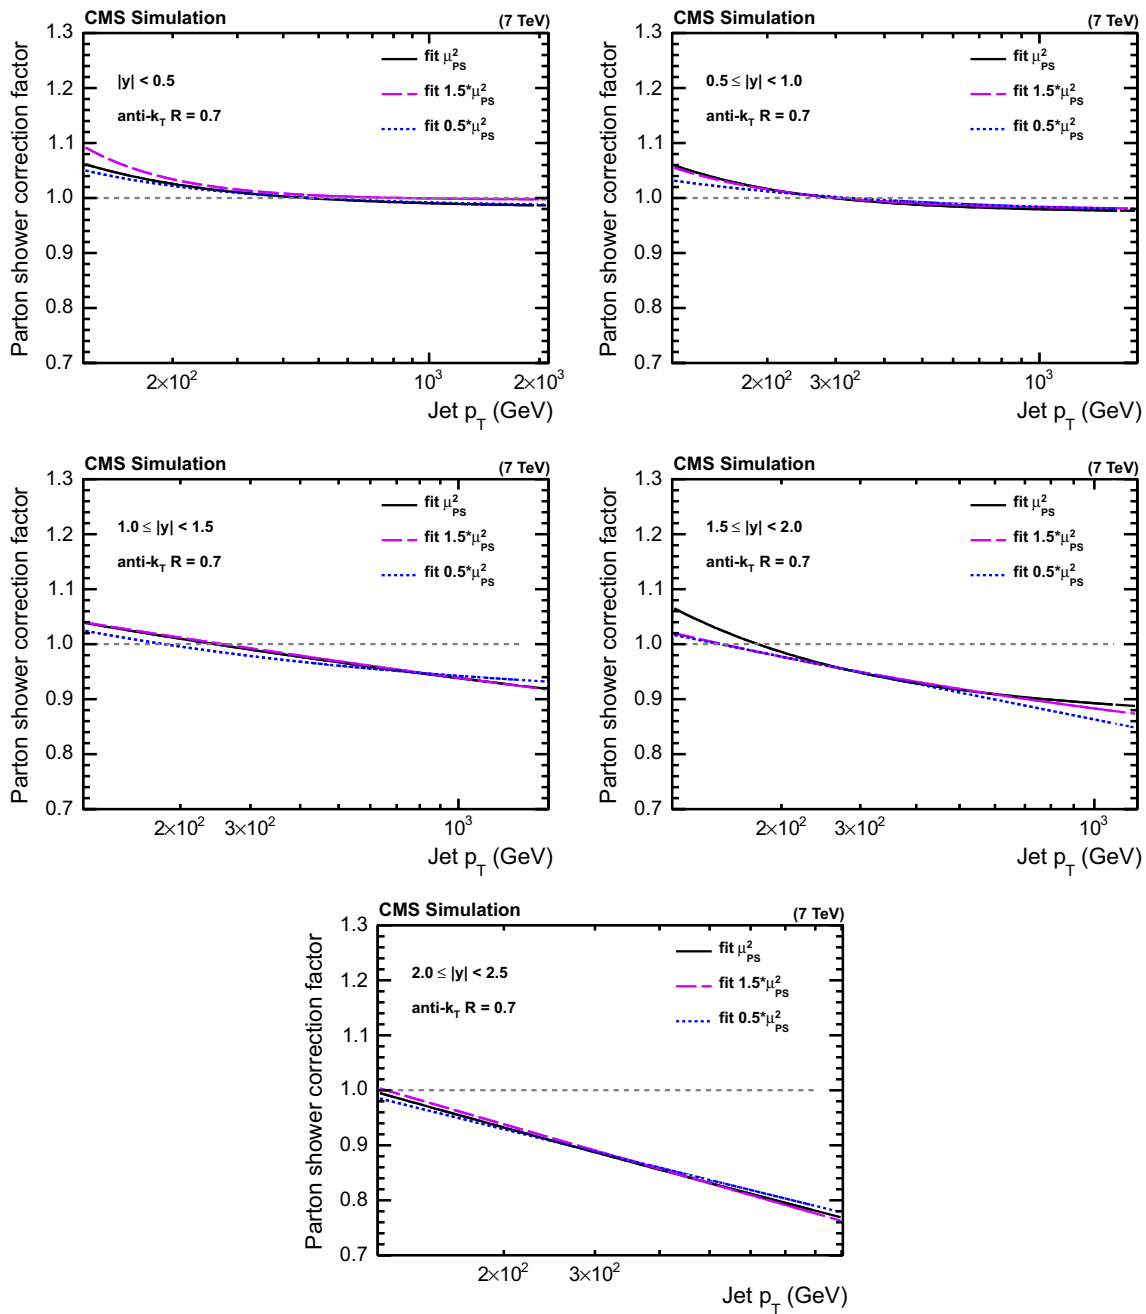 CMS Simulation (7 TeV)
1.3
1.2
1.1
1.0
0.9
0.8
0.7
Parton shower correction factor
|y| < 0.5
anti-k_T R = 0.7
fit μ²_PS
fit 1.5*μ²_PS
fit 0.5*μ²_PS
2×10² 10³ 2×10³
Jet p_T (GeV)
CMS Simulation (7 TeV)
1.3
1.2
1.1
1.0
0.9
0.8
0.7
Parton shower correction factor
0.5 ≤ |y| < 1.0
anti-k_T R = 0.7
fit μ²_PS
fit 1.5*μ²_PS
fit 0.5*μ²_PS
2×10² 3×10² 10³
Jet p_T (GeV)
CMS Simulation (7 TeV)
1.3
1.2
1.1
1.0
0.9
0.8
0.7
Parton shower correction factor
1.0 ≤ |y| < 1.5
anti-k_T R = 0.7
fit μ²_PS
fit 1.5*μ²_PS
fit 0.5*μ²_PS
2×10² 3×10² 10³
Jet p_T (GeV)
CMS Simulation (7 TeV)
1.3
1.2
1.1
1.0
0.9
0.8
0.7
Parton shower correction factor
1.5 ≤ |y| < 2.0
anti-k_T R = 0.7
fit μ²_PS
fit 1.5*μ²_PS
fit 0.5*μ²_PS
2×10² 3×10² 10³
Jet p_T (GeV)
CMS Simulation (7 TeV)
1.3
1.2
1.1
1.0
0.9
0.8
0.7
Parton shower correction factor
2.0 ≤ |y| < 2.5
anti-k_T R = 0.7
fit μ²_PS
fit 1.5*μ²_PS
fit 0.5*μ²_PS
2×10² 3×10²
Jet p_T (GeV)